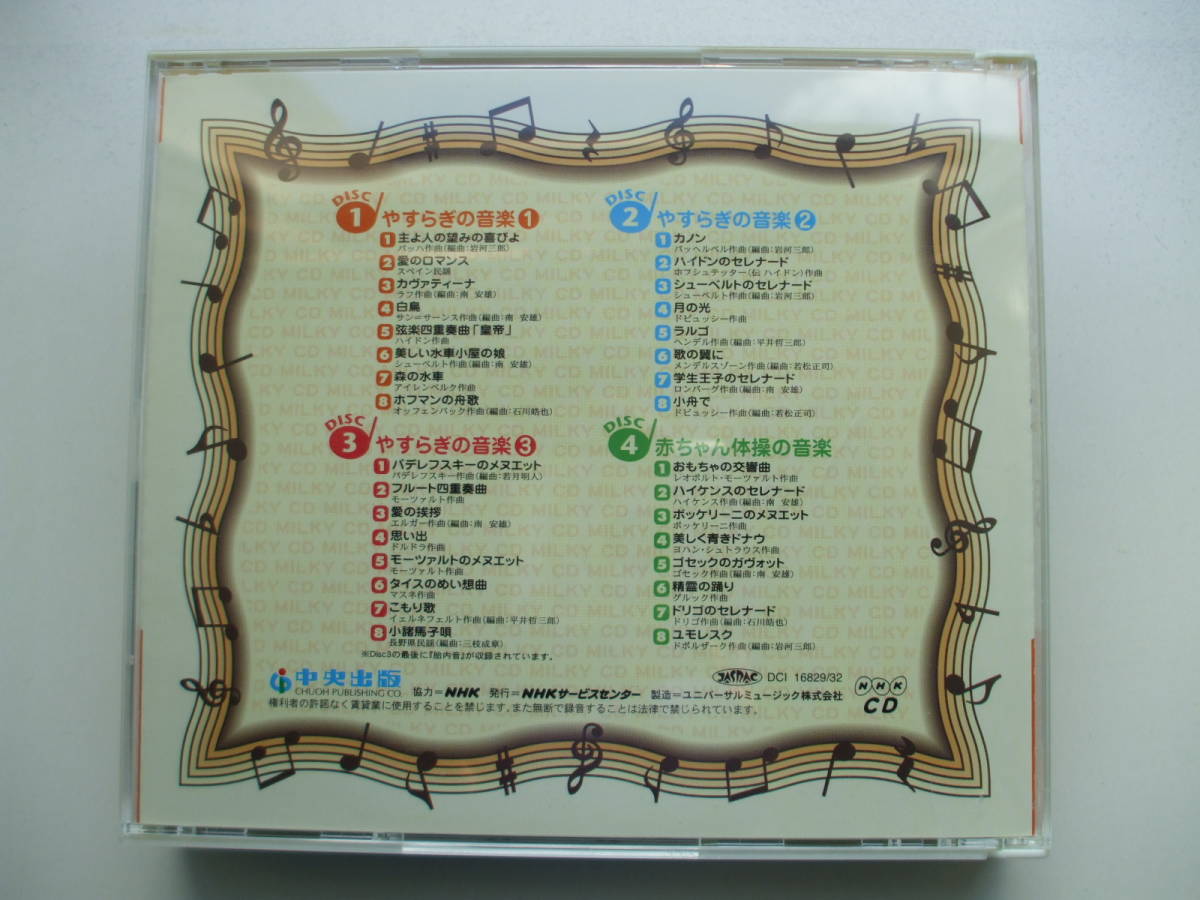 DISC 1 やすらぎの音楽1
1 主よ人の望みの喜びよ
バッハ作曲(編曲:岩河三郎)
2 愛のロマンス
スペイン民謡
3 カヴァティーナ
ラフ作曲(編曲:南 安雄)
4 白鳥
サン=サーンス作曲(編曲:南 安雄)
5 弦楽四重奏曲「皇帝」
ハイドン作曲
6 美しい水車小屋の娘
シューベルト作曲(編曲:南 安雄)
7 森の水車
アイレンベルク作曲
8 ホフマンの舟歌
オッフェンバック作曲(編曲:石川皓也)
DISC 2 やすらぎの音楽2
1 カノン
パッヘルベル作曲(編曲:岩河三郎)
2 ハイドンのセレナード
ホフシュテッター(伝 ハイドン)作曲
3 シューベルトのセレナード
シューベルト作曲(編曲:岩河三郎)
4 月の光
ドビュッシー作曲
5 ラルゴ
ヘンデル作曲(編曲:平井哲三郎)
6 歌の翼に
メンデルスゾーン作曲(編曲:若松正司)
7 学生王子のセレナード
ロンバーグ作曲(編曲:南 安雄)
8 小舟で
ドビュッシー作曲(編曲:若松正司)
DISC 3 やすらぎの音楽3
1 パデレフスキーのメヌエット
パデレフスキー作曲(編曲:若月明人)
2 フルート四重奏曲
モーツァルト作曲
3 愛の挨拶
エルガー作曲(編曲:南 安雄)
4 思い出
ドルドラ作曲
5 モーツァルトのメヌエット
モーツァルト作曲
6 タイスのめい想曲
マスネ作曲
7 こもり歌
イェルネフェルト作曲(編曲:平井哲三郎)
8 小諸馬子唄
長野県民謡(編曲:三枝成章)
※Disc3の最後に『胎内音』が収録されています。
DISC 4 赤ちゃん体操の音楽
1 おもちゃの交響曲
レオポルト・モーツァルト作曲
2 ハイケンスのセレナード
ハイケンス作曲(編曲:南 安雄)
3 ボッケリーニのメヌエット
ボッケリーニ作曲
4 美しく青きドナウ
ヨハン・シュトラウス作曲
5 ゴセックのガヴォット
ゴセック作曲(編曲:南 安雄)
6 精霊の踊り
グルック作曲
7 ドリゴのセレナード
ドリゴ作曲(編曲:石川皓也)
8 ユモレスク
ドボルザーク作曲(編曲:岩河三郎)
中央出版
CHUOH PUBLISHING CO.
協力=NHK 発行=NHKサービスセンター 製造=ユニバーサルミュージック株式会社
JASRAC DCI 16829/32
NHK CD
権利者の許諾なく賃貸業に使用することを禁じます。また無断で録音することは法律で禁じられています。